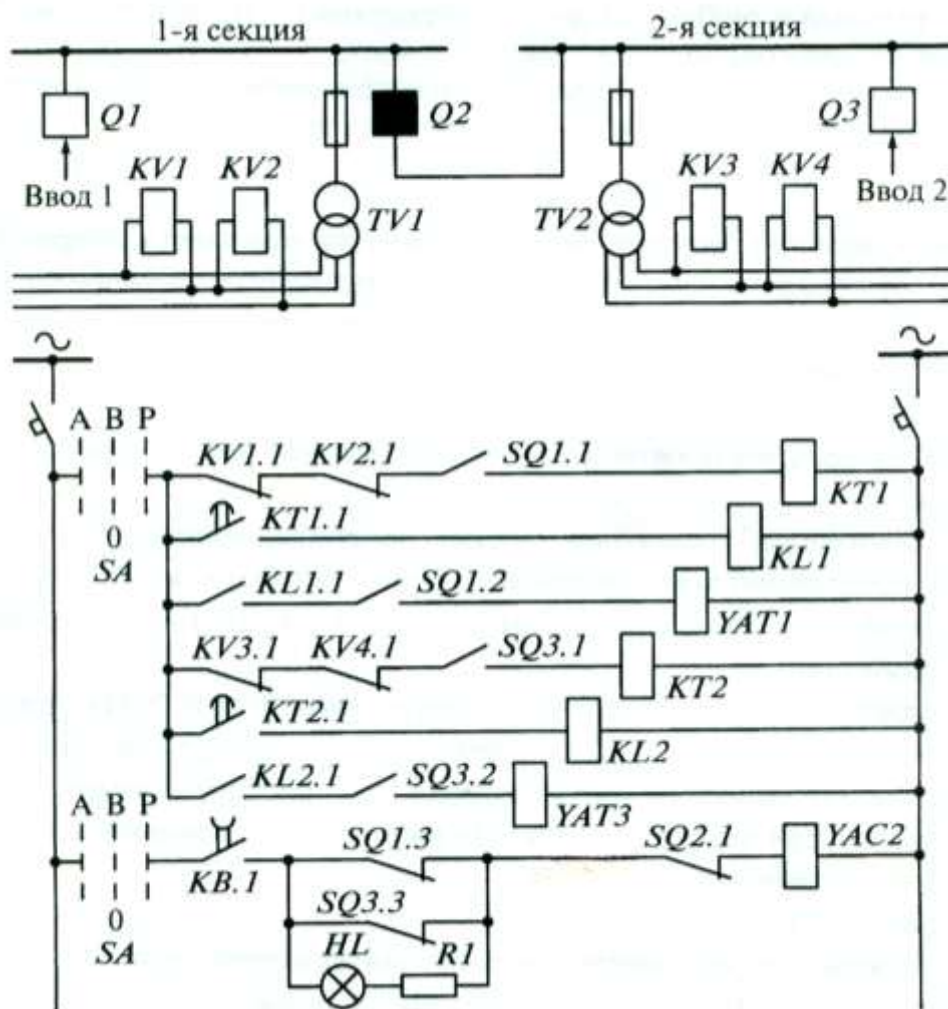 1-я секция
2-я секция
Q1
Q2
Q3
KV1
KV2
KV3
KV4
Ввод 1
TV1
TV2
Ввод 2
~
~
А В Р
KV1.1
KV2.1
SQ1.1
KT1
KT1.1
0
KL1
SA
KL1.1
SQ1.2
YAT1
KV3.1
KV4.1
SQ3.1
KT2
KT2.1
KL2
KL2.1
SQ3.2
YAT3
А В Р
SQ1.3
SQ2.1
YAC2
KB.1
SQ3.3
0
HL
R1
SA